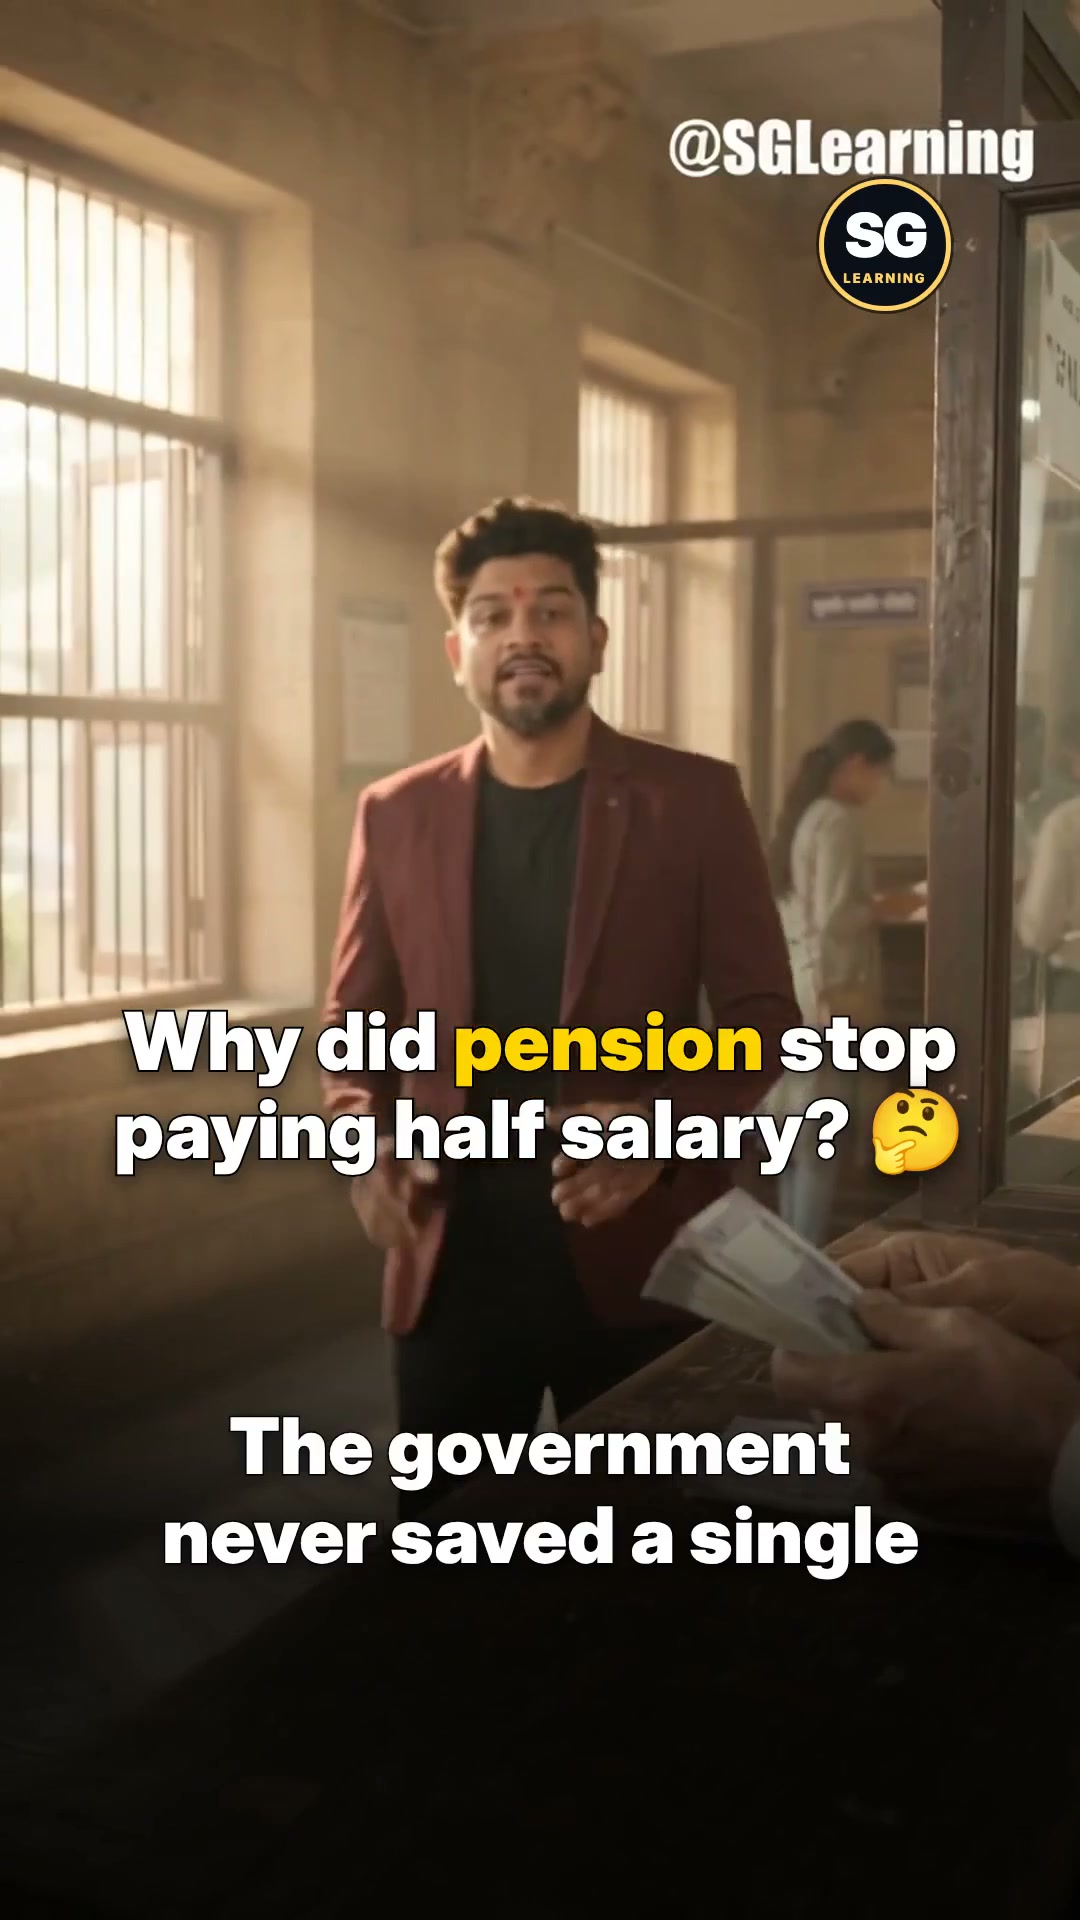 @SGLearning
SG
LEARNING
Why did pension stop
paying half salary? 🤔
The government
never saved a single